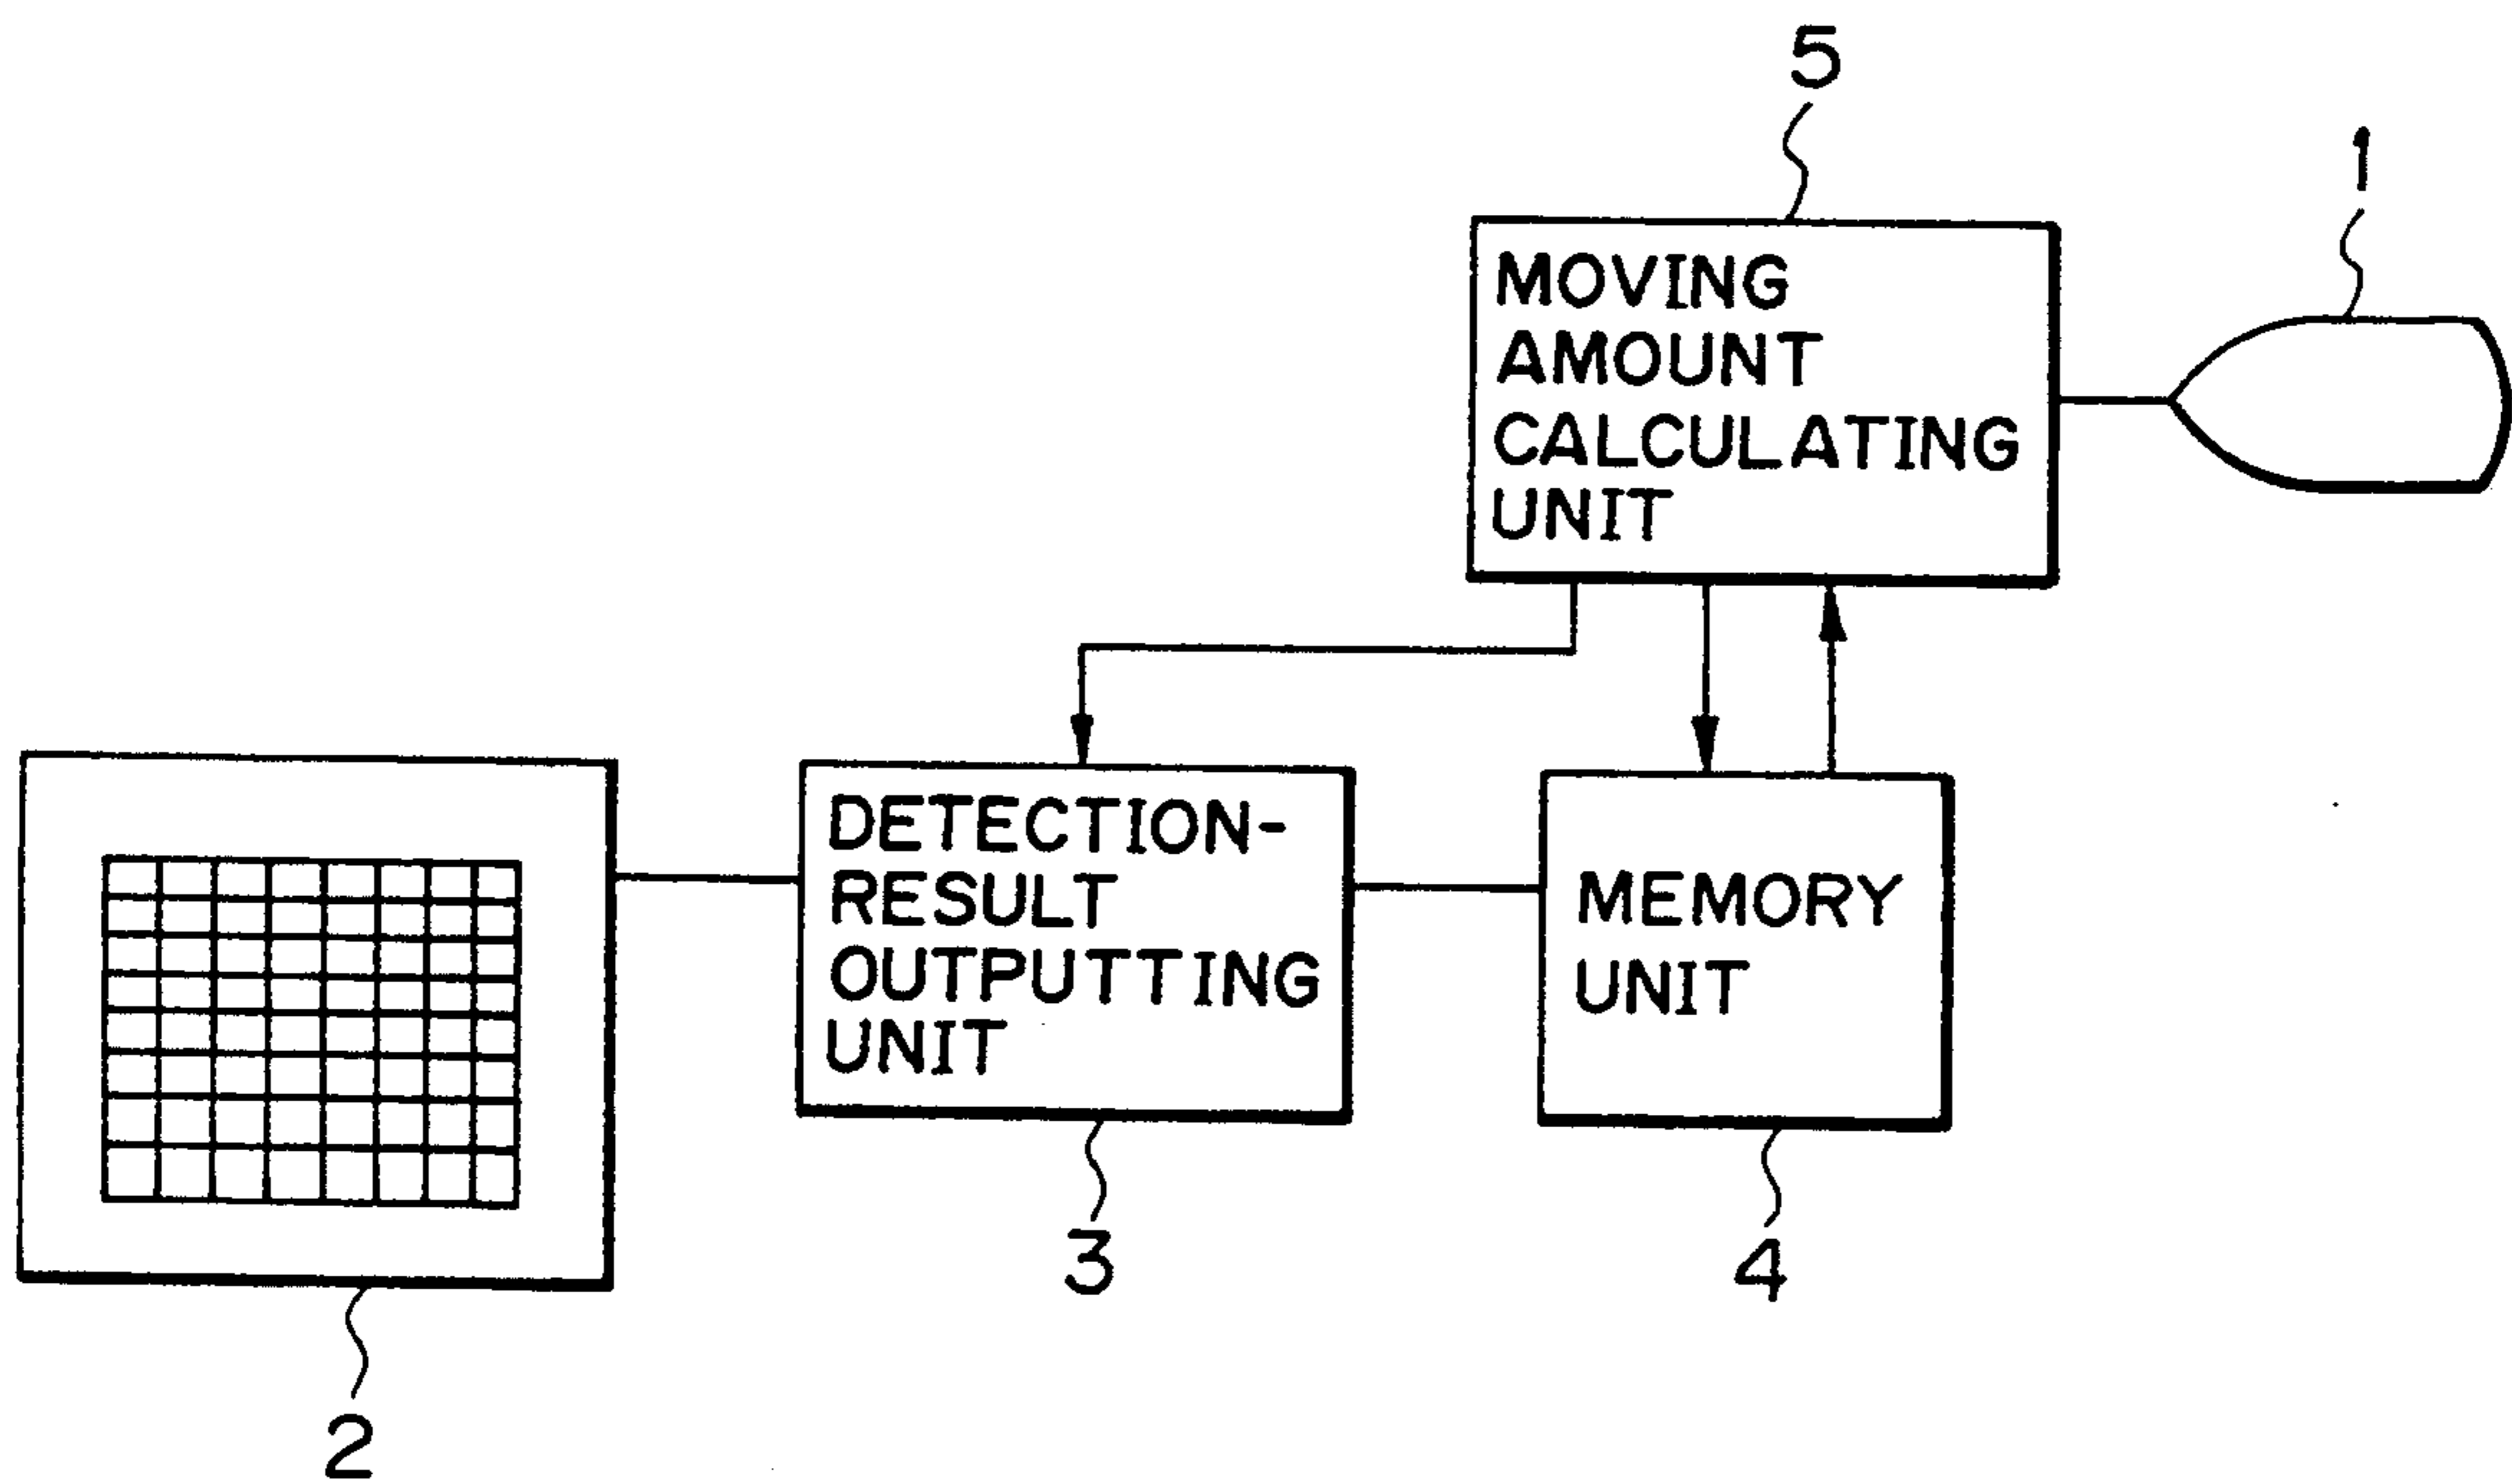 5
1
MOVING
AMOUNT
CALCULATING
UNIT
DETECTION-
RESULT
OUTPUTTING
UNIT
MEMORY
UNIT
3
4
2